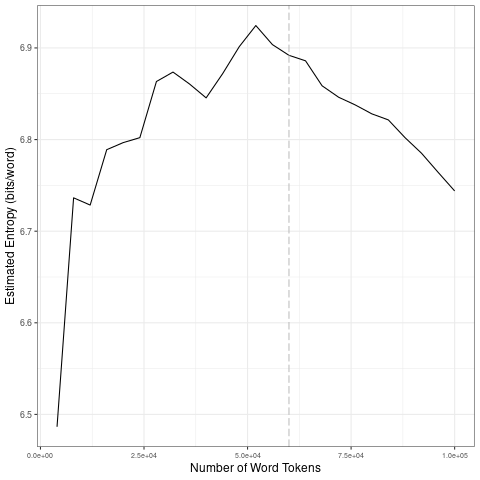 Estimated Entropy (bits/word)
6.9
6.8
6.7
6.6
6.5
0.0e+00
2.5e+04
5.0e+04
7.5e+04
1.0e+05
Number of Word Tokens